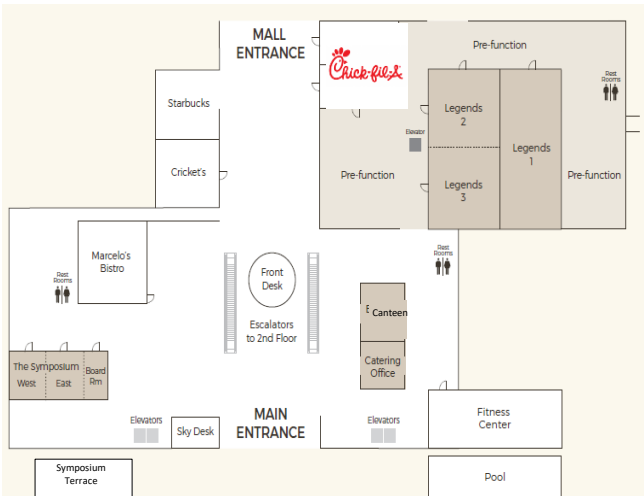 MALL
ENTRANCE
Chick-fil-A
Pre-function
Rest
Rooms
Starbucks
Legends
2
Elevator
Legends
1
Cricket's
Pre-function
Legends
3
Pre-function
Marcelo's
Bistro
Rest
Rooms
Front
Desk
Rest
Rooms
Escalators
to 2nd Floor
Canteen
The Symposium
West
East
Board
Rm
Catering
Office
Elevators
Sky Desk
MAIN
ENTRANCE
Elevators
Fitness
Center
Symposium
Terrace
Pool